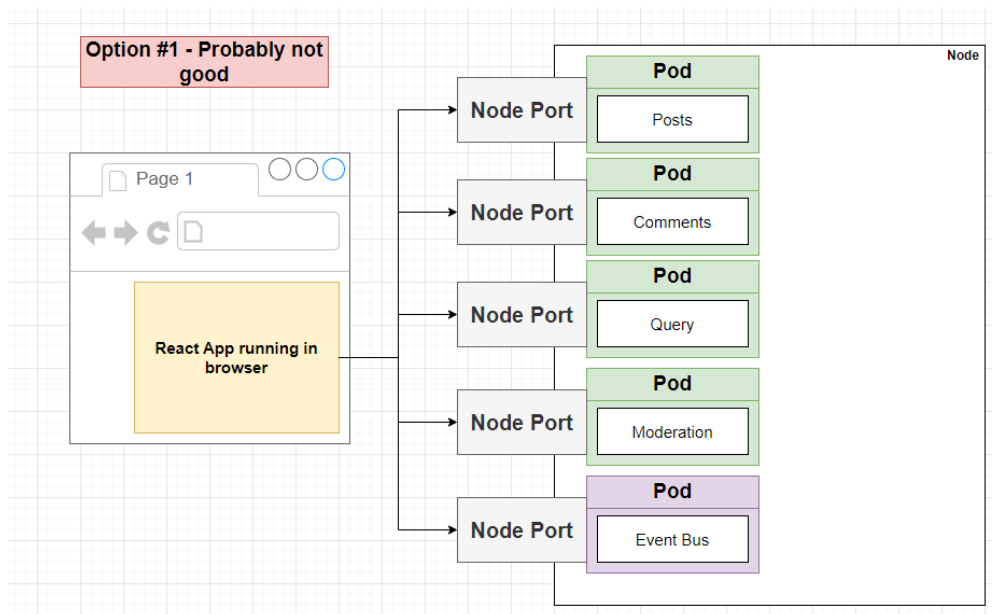 Option #1 - Probably not
good
Page 1
React App running in
browser
Node
Node Port
Pod
Posts
Node Port
Pod
Comments
Node Port
Pod
Query
Node Port
Pod
Moderation
Node Port
Pod
Event Bus